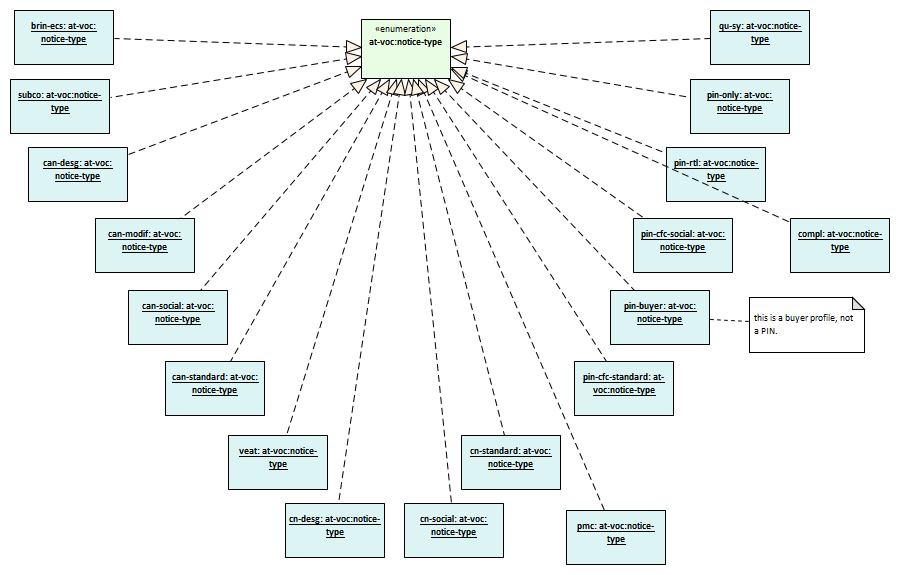 brin-ecs: at-voc:
notice-type
«enumeration»
at-voc:notice-type
qu-sy: at-voc:notice-
type
subco: at-voc:notice-
type
pin-only: at-voc:
notice-type
can-desg: at-voc:
notice-type
pin-rtl: at-voc:notice-
type
can-modif: at-voc:
notice-type
pin-cfc-social: at-voc:
notice-type
compl: at-voc:notice-
type
can-social: at-voc:
notice-type
pin-buyer: at-voc:
notice-type
this is a buyer profile, not
a PIN.
can-standard: at-voc:
notice-type
pin-cfc-standard: at-
voc:notice-type
veat: at-voc:notice-
type
cn-standard: at-voc:
notice-type
cn-desg: at-voc:notice-
type
cn-social: at-voc:
notice-type
pmc: at-voc:notice-
type